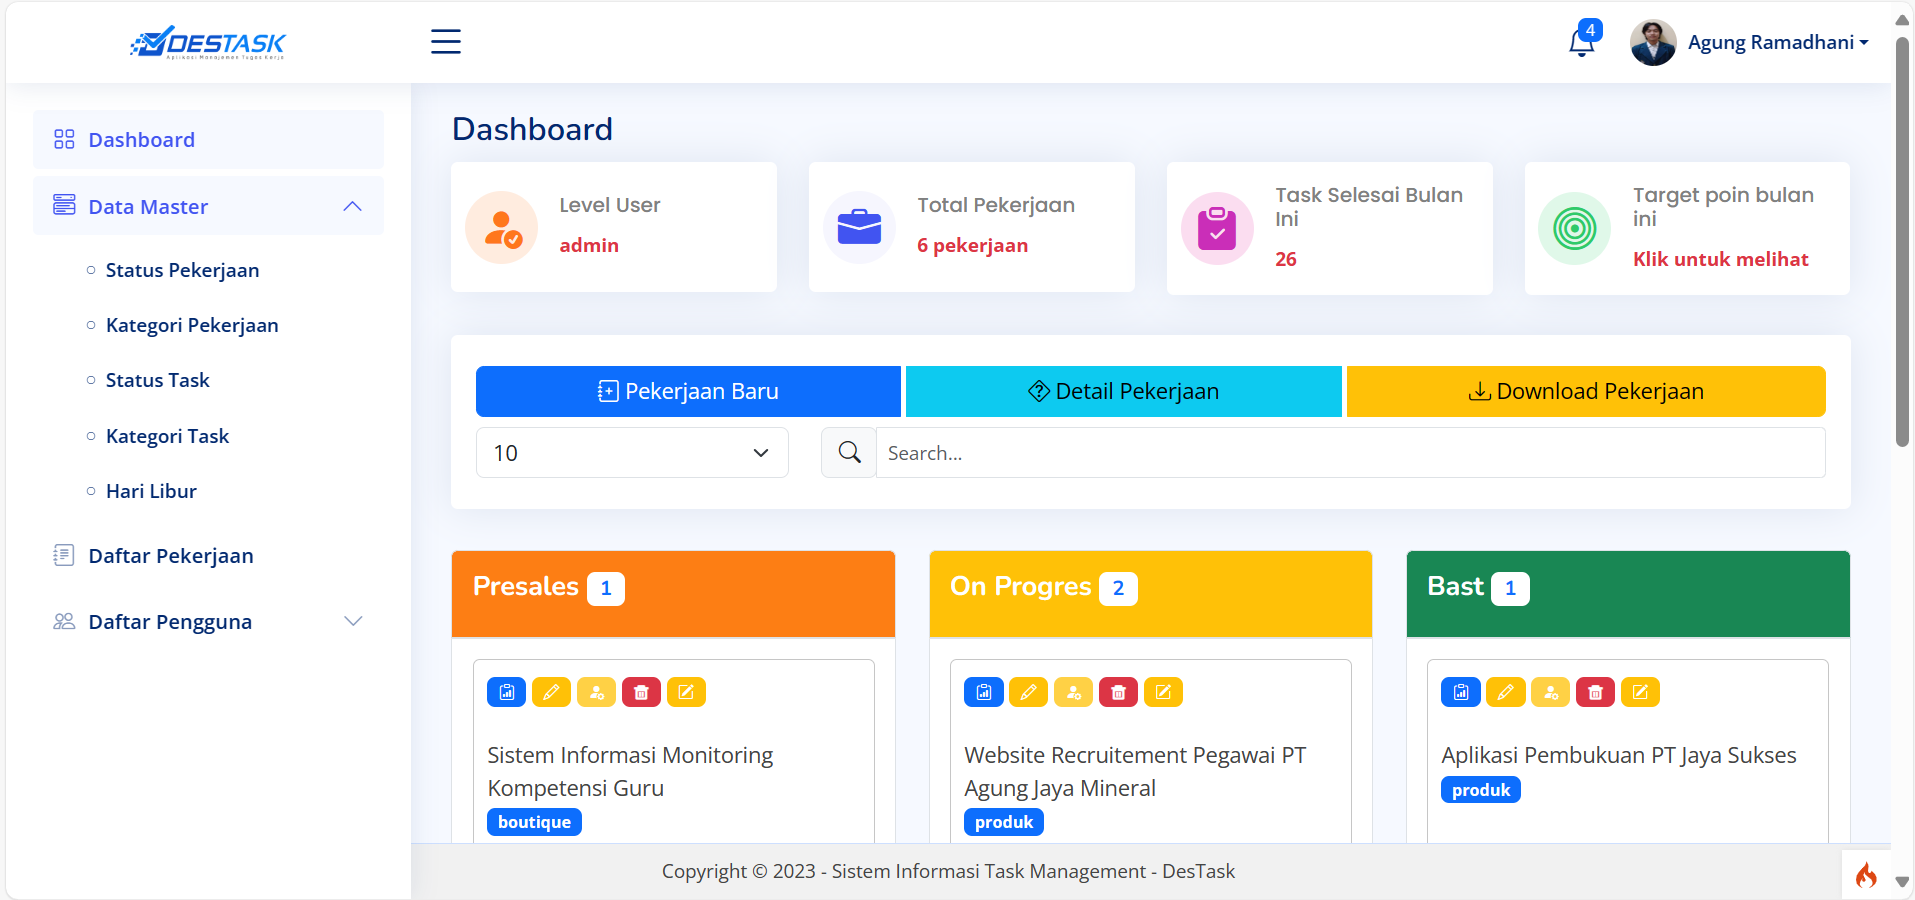 DESTASK
Aplikasi Manajemen Tugas Kerja
4
Agung Ramadhani
Dashboard
Data Master
Status Pekerjaan
Kategori Pekerjaan
Status Task
Kategori Task
Hari Libur
Daftar Pekerjaan
Daftar Pengguna
Dashboard
Level User
admin
Total Pekerjaan
6 pekerjaan
Task Selesai Bulan
Ini
26
Target poin bulan
ini
Klik untuk melihat
Pekerjaan Baru
Detail Pekerjaan
Download Pekerjaan
10
Search...
Presales 1
Sistem Informasi Monitoring
Kompetensi Guru
boutique
On Progres 2
Website Recruitement Pegawai PT
Agung Jaya Mineral
produk
Bast 1
Aplikasi Pembukuan PT Jaya Sukses
produk
Copyright © 2023 - Sistem Informasi Task Management - DesTask